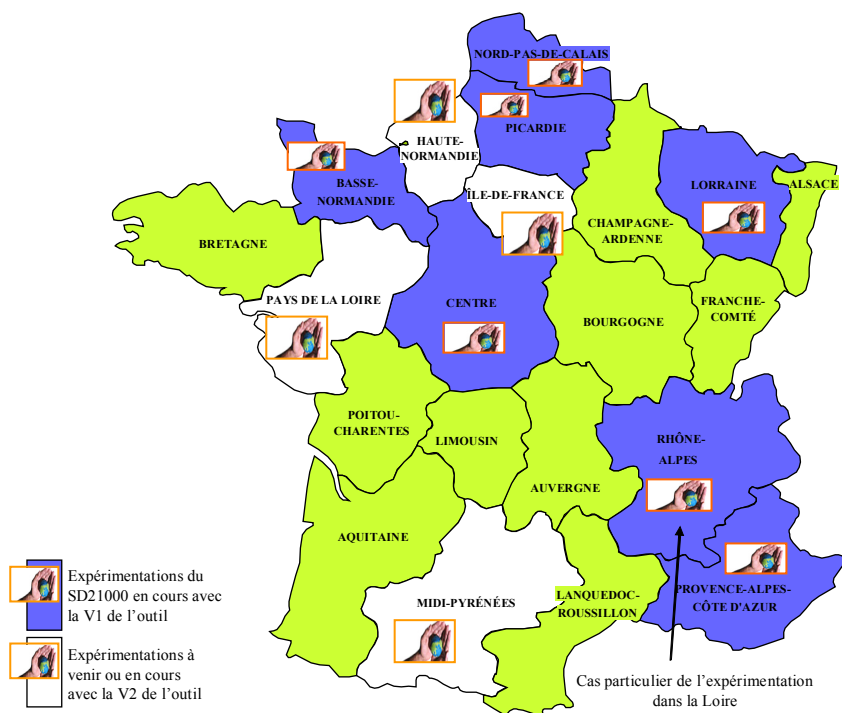 NORD-PAS-DE-CALAIS
PICARDIE
HAUTE-
NORMANDIE
BASSE-
NORMANDIE
ÎLE-DE-FRANCE
LORRAINE
ALSACE
CHAMPAGNE-
ARDENNE
BRETAGNE
PAYS DE LA LOIRE
CENTRE
BOURGOGNE
FRANCHE-
COMTÉ
POITOU-
CHARENTES
LIMOUSIN
RHÔNE-
ALPES
AUVERGNE
AQUITAINE
MIDI-PYRÉNÉES
LANQUEDOC-
ROUSSILLON
PROVENCE-ALPES-
CÔTE D'AZUR
Expérimentations du
SD21000 en cours avec
la V1 de l'outil
Expérimentations à
venir ou en cours
avec la V2 de l'outil
Cas particulier de l'expérimentation
dans la Loire